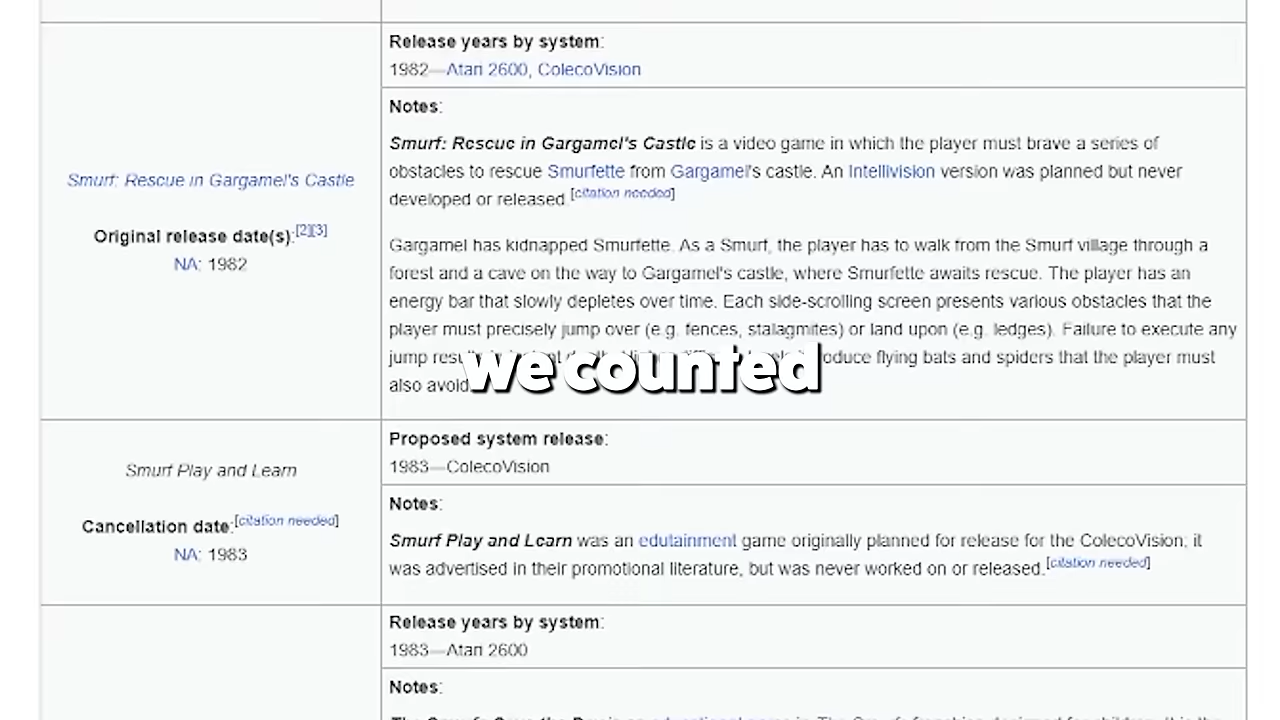 Release years by system:
1982—Atari 2600, ColecoVision
Notes:
Smurf: Rescue in Gargamel's Castle is a video game in which the player must brave a series of
obstacles to rescue Smurfette from Gargamel's castle. An Intellivision version was planned but never
developed or released.[citation needed]
Smurf: Rescue in Gargamel's Castle
Original release date(s):[2][3]
NA: 1982
Gargamel has kidnapped Smurfette. As a Smurf, the player has to walk from the Smurf village through a
forest and a cave on the way to Gargamel's castle, where Smurfette awaits rescue. The player has an
energy bar that slowly depletes over time. Each side-scrolling screen presents various obstacles that the
player must precisely jump over (e.g. fences, stalagmites) or land upon (e.g. ledges). Failure to execute any
jump flying bats and spiders that the player must
also avoid
we counted
Proposed system release:
1983—ColecoVision
Smurf Play and Learn
Cancellation date:[citation needed]
NA: 1983
Notes:
Smurf Play and Learn was an edutainment game originally planned for release for the ColecoVision; it
was advertised in their promotional literature, but was never worked on or released.[citation needed]
Release years by system:
1983—Atari 2600
Notes: